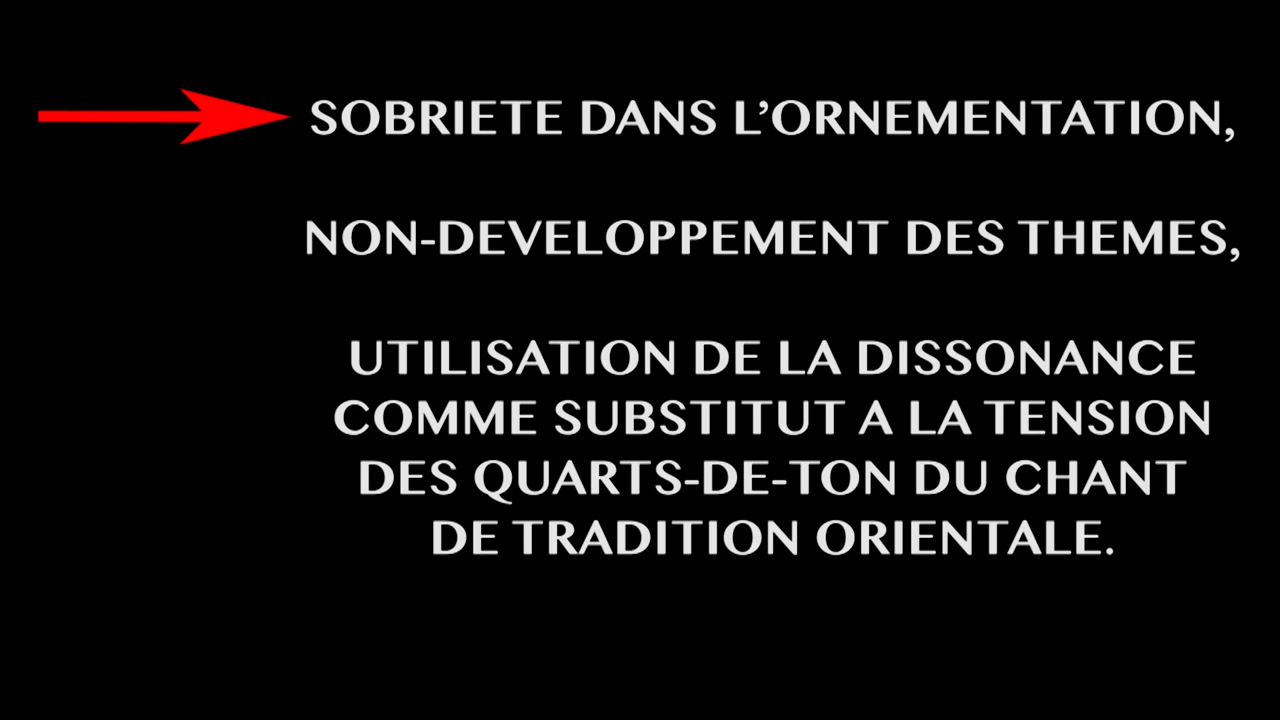 SOBRIETE DANS L’ORNEMENTATION,
NON-DEVELOPPEMENT DES THEMES,
UTILISATION DE LA DISSONANCE
COMME SUBSTITUT A LA TENSION
DES QUARTS-DE-TON DU CHANT
DE TRADITION ORIENTALE.